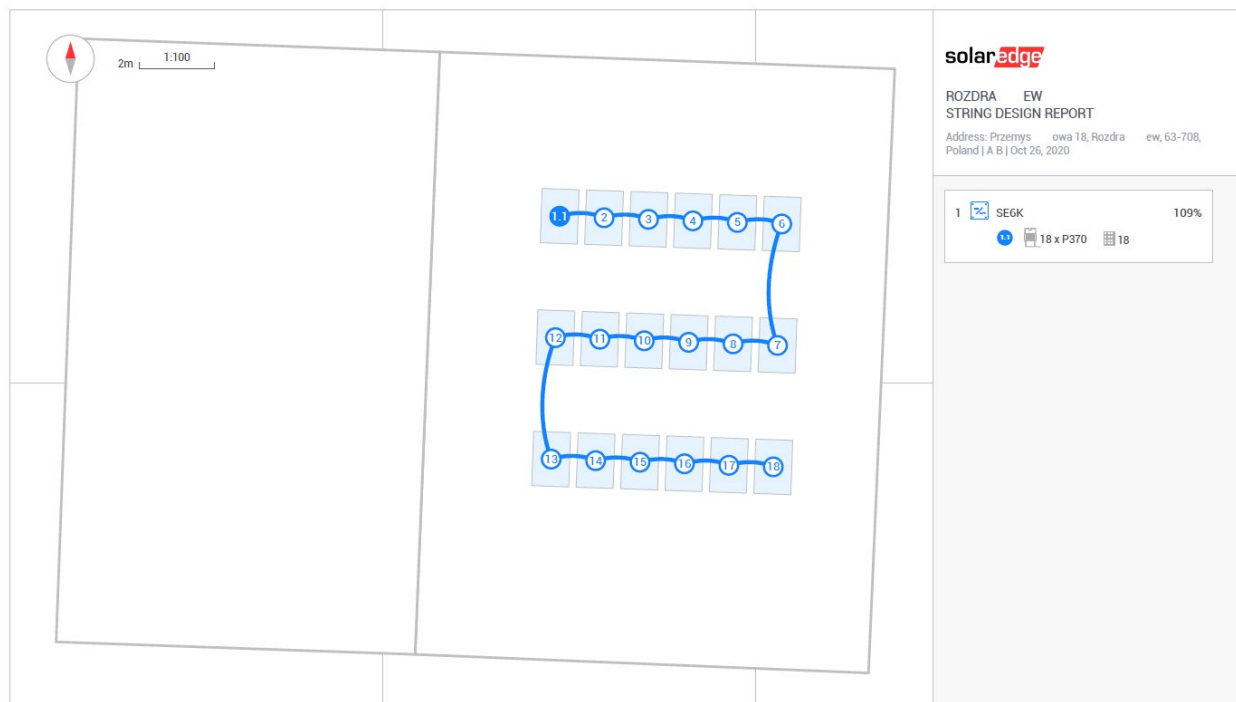 2m 1:100
solaredge
ROZDRA EW
STRING DESIGN REPORT
Address: Przemys owa 18, Rozdra ew, 63-708,
Poland | A B | Oct 26, 2020
1 SE6K 109%
1.1 18 x P370 18
1.1 2 3 4 5 6
12 11 10 9 8 7
13 14 15 16 17 18